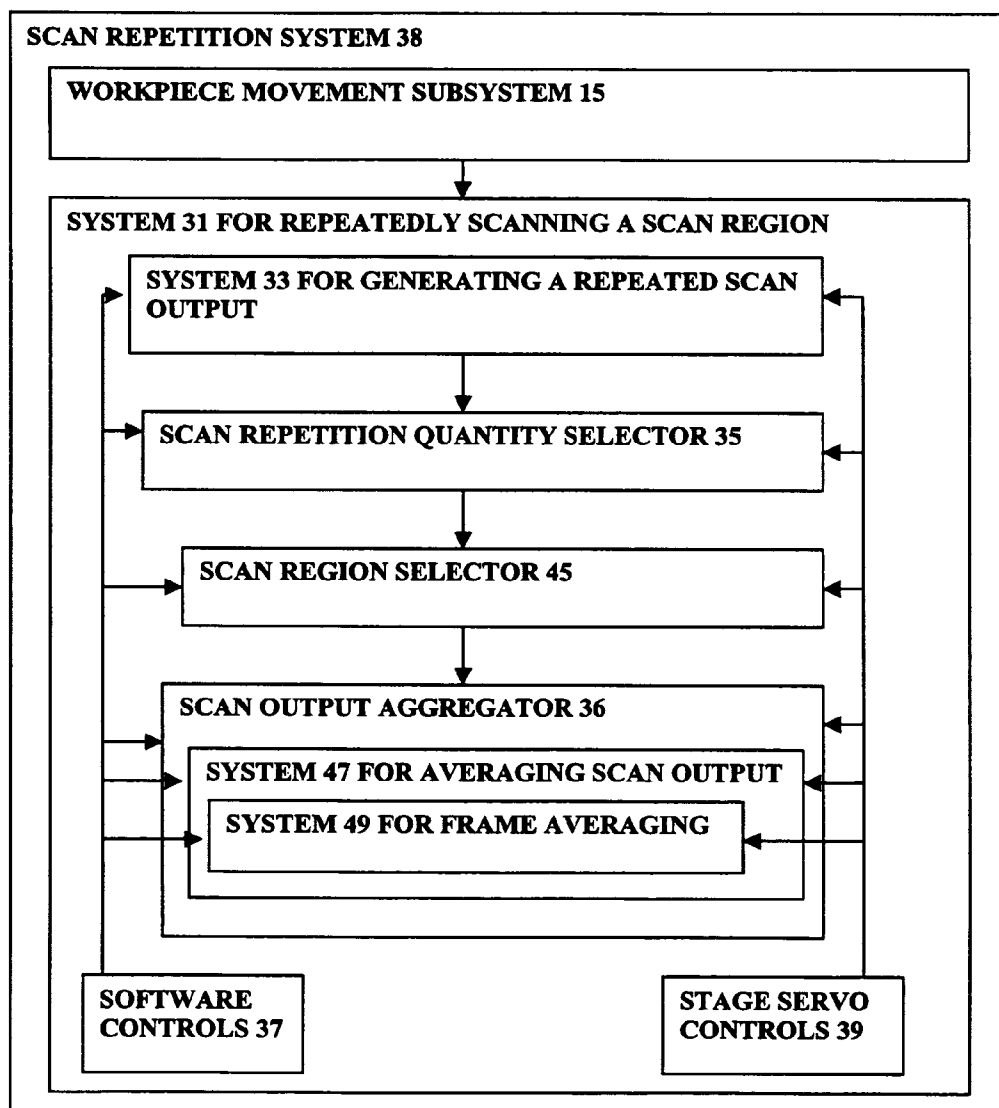 SCAN REPETITION SYSTEM 38
WORKPIECE MOVEMENT SUBSYSTEM 15
SYSTEM 31 FOR REPEATEDLY SCANNING A SCAN REGION
SYSTEM 33 FOR GENERATING A REPEATED SCAN
OUTPUT
SCAN REPETITION QUANTITY SELECTOR 35
SCAN REGION SELECTOR 45
SCAN OUTPUT AGGREGATOR 36
SYSTEM 47 FOR AVERAGING SCAN OUTPUT
SYSTEM 49 FOR FRAME AVERAGING
SOFTWARE
CONTROLS 37
STAGE SERVO
CONTROLS 39